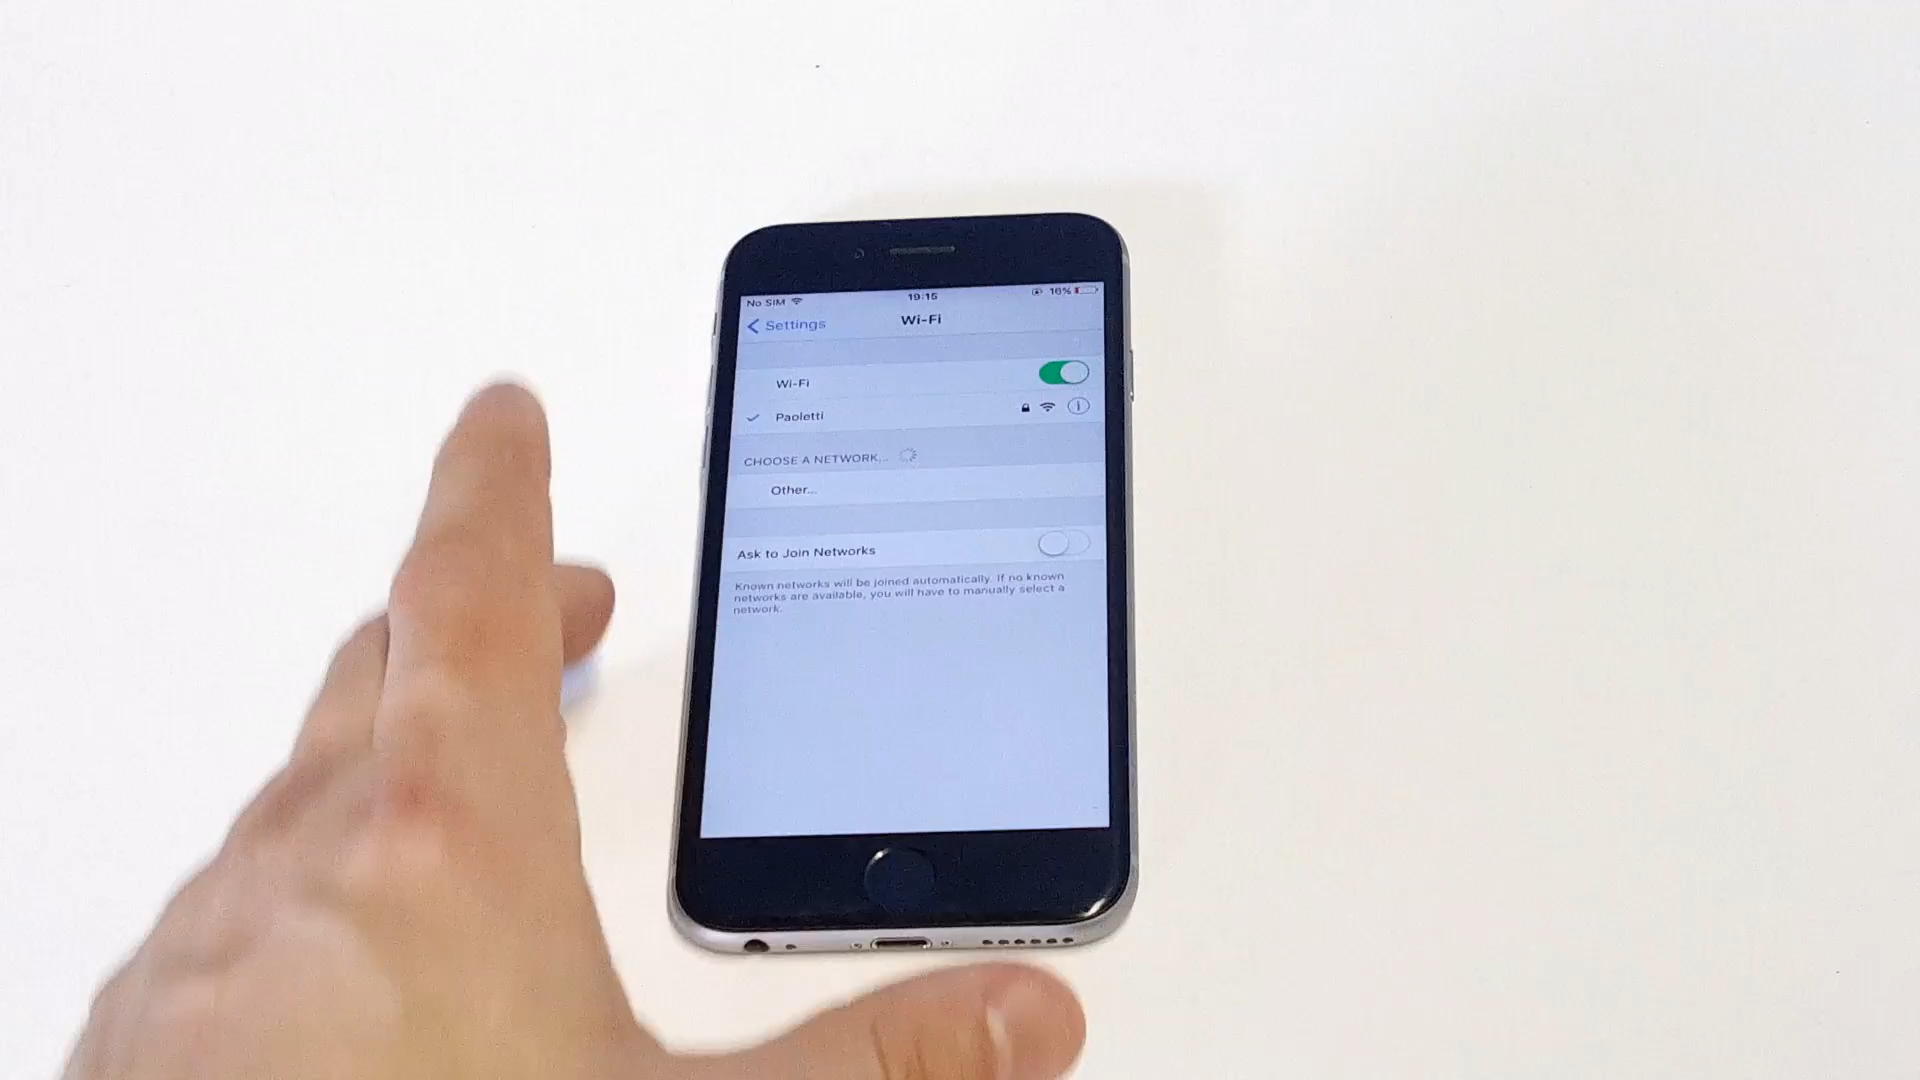 No SIM 19:15 16%
Settings Wi-Fi
Wi-Fi
Paoletti
CHOOSE A NETWORK...
Other...
Ask to Join Networks
Known networks will be joined automatically. If no known
networks are available, you will have to manually select a
network.